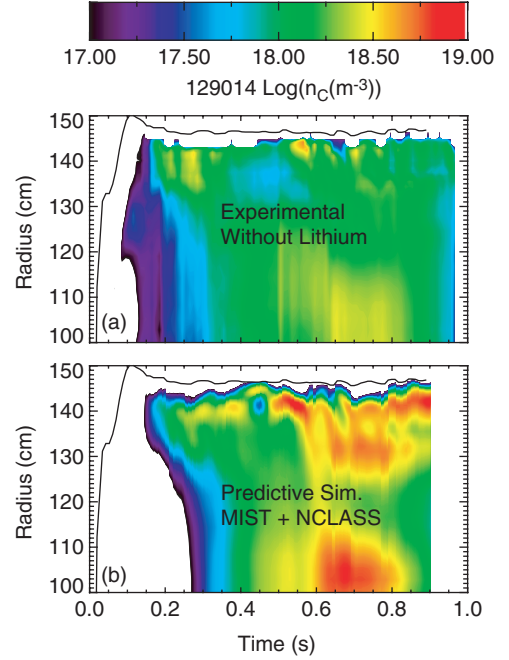 17.00 17.50 18.00 18.50 19.00
129014 Log(n_C(m⁻³))
150
140
130
120
110
100
Radius (cm)
Experimental
Without Lithium
(a)
150
140
130
120
110
100
Radius (cm)
Predictive Sim.
MIST + NCLASS
(b)
0.0 0.2 0.4 0.6 0.8 1.0
Time (s)